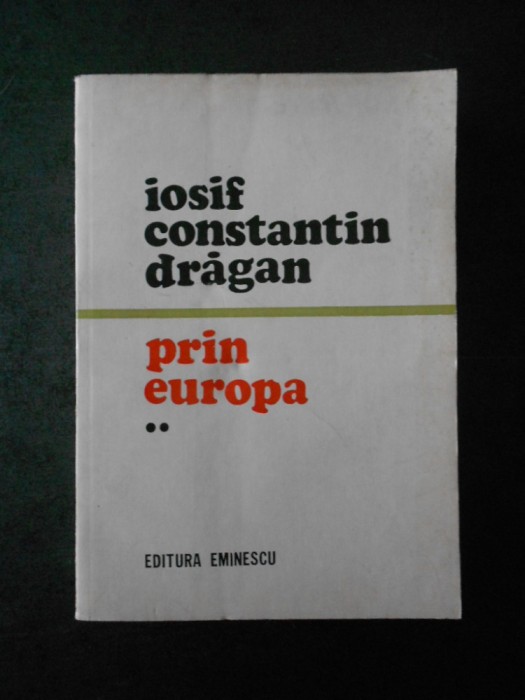 iosif
constantin
drăgan
prin
europa
••
EDITURA EMINESCU